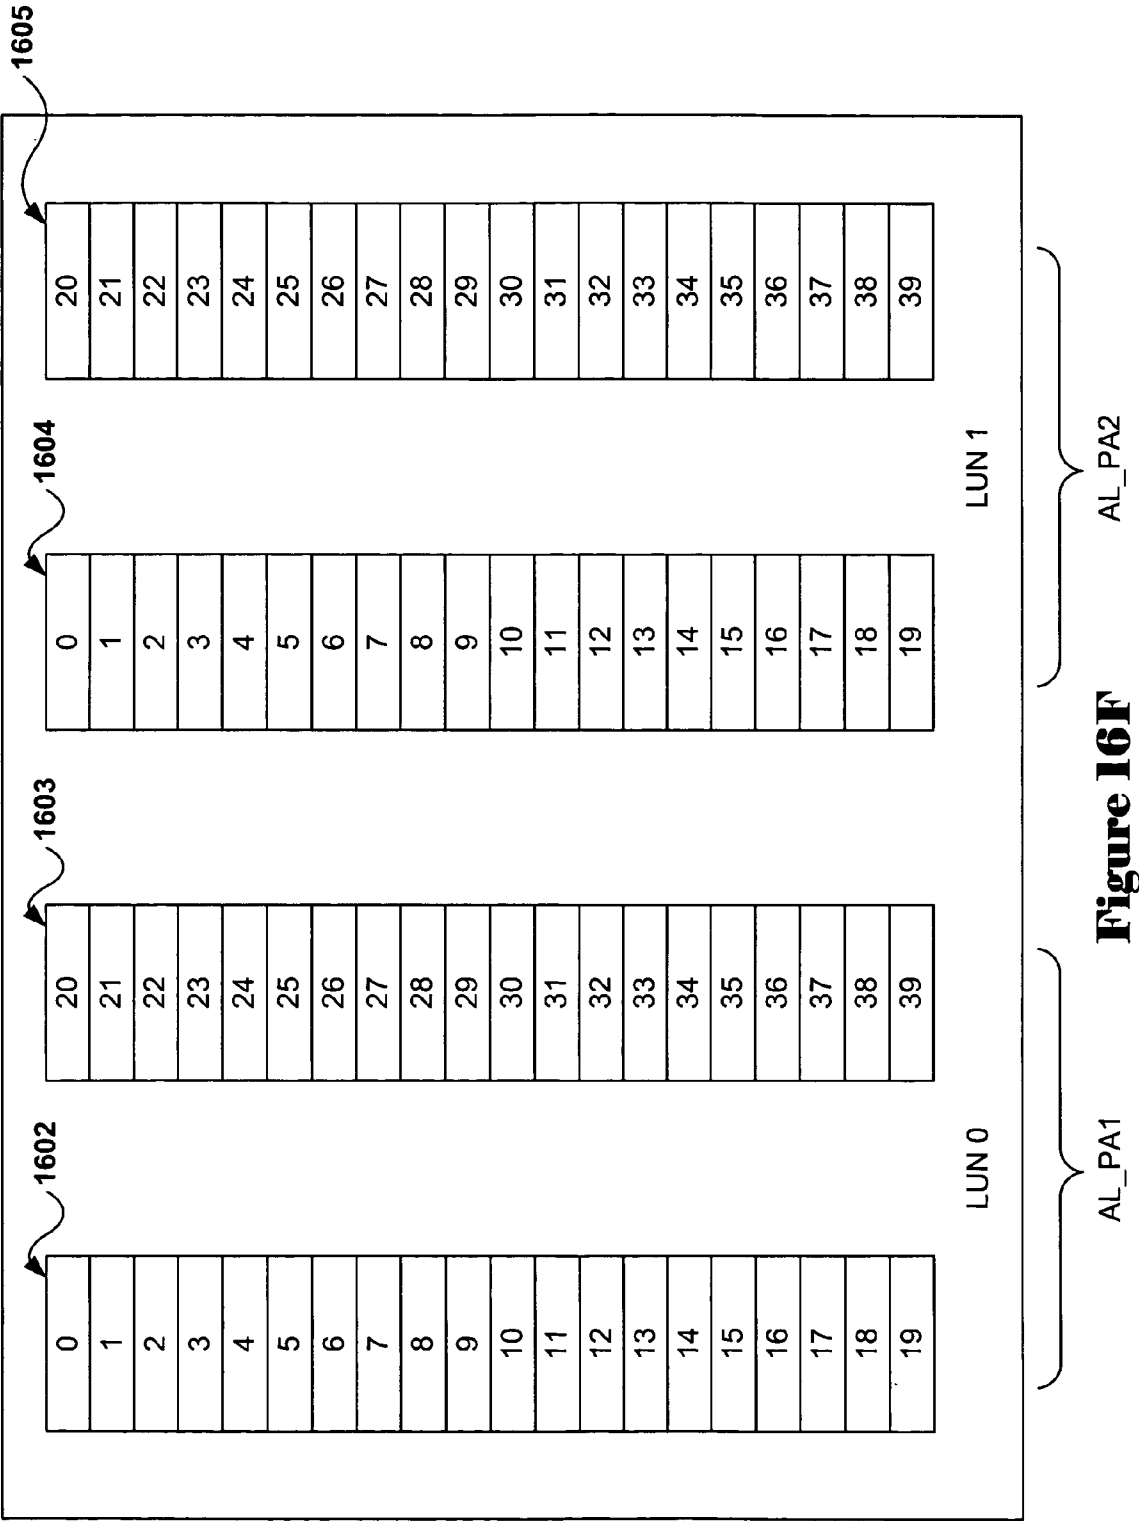 1602
1603
1604
1605
0 20 0 20
1 21 1 21
2 22 2 22
3 23 3 23
4 24 4 24
5 25 5 25
6 26 6 26
7 27 7 27
8 28 8 28
9 29 9 29
10 30 10 30
11 31 11 31
12 32 12 32
13 33 13 33
14 34 14 34
15 35 15 35
16 36 16 36
17 37 17 37
18 38 18 38
19 39 19 39
LUN 0
LUN 1
AL_PA1
AL_PA2
Figure 16F